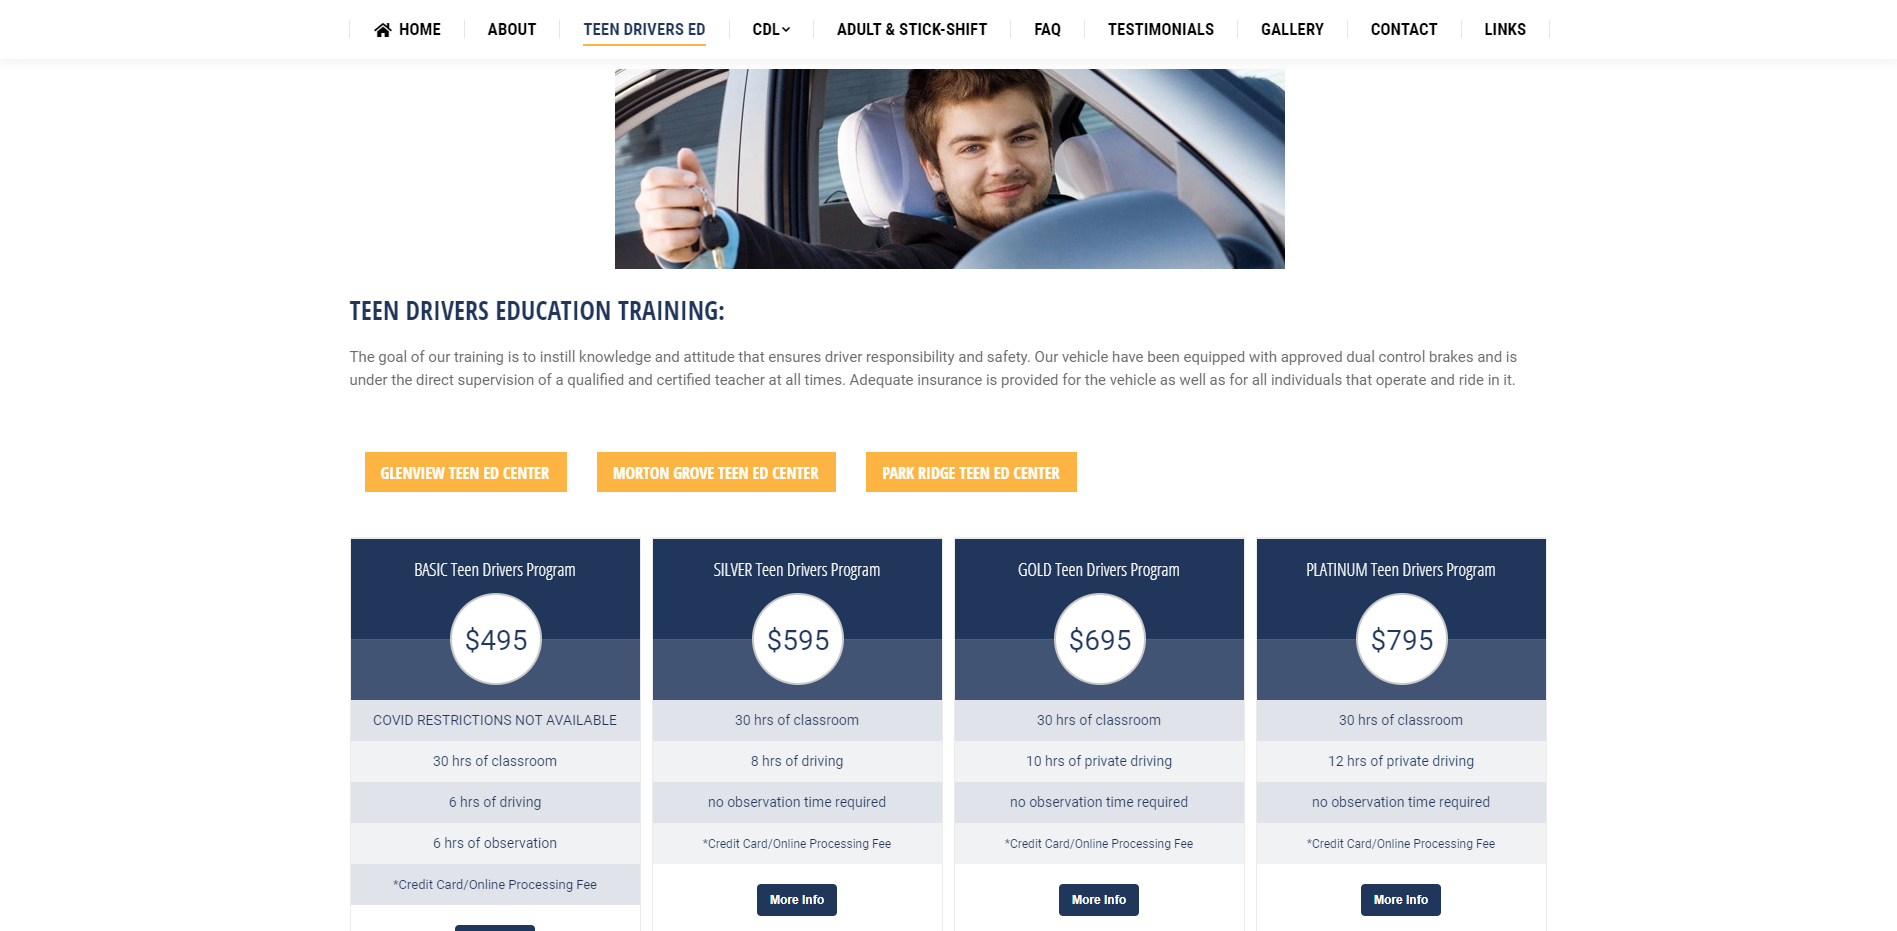 HOME
ABOUT
TEEN DRIVERS ED
CDL
ADULT & STICK-SHIFT
FAQ
TESTIMONIALS
GALLERY
CONTACT
LINKS
TEEN DRIVERS EDUCATION TRAINING:
The goal of our training is to instill knowledge and attitude that ensures driver responsibility and safety. Our vehicle have been equipped with approved dual control brakes and is
under the direct supervision of a qualified and certified teacher at all times. Adequate insurance is provided for the vehicle as well as for all individuals that operate and ride in it.
GLENVIEW TEEN ED CENTER
MORTON GROVE TEEN ED CENTER
PARK RIDGE TEEN ED CENTER
BASIC Teen Drivers Program
$495
COVID RESTRICTIONS NOT AVAILABLE
30 hrs of classroom
6 hrs of driving
6 hrs of observation
*Credit Card/Online Processing Fee
SILVER Teen Drivers Program
$595
30 hrs of classroom
8 hrs of driving
no observation time required
*Credit Card/Online Processing Fee
More Info
GOLD Teen Drivers Program
$695
30 hrs of classroom
10 hrs of private driving
no observation time required
*Credit Card/Online Processing Fee
More Info
PLATINUM Teen Drivers Program
$795
30 hrs of classroom
12 hrs of private driving
no observation time required
*Credit Card/Online Processing Fee
More Info